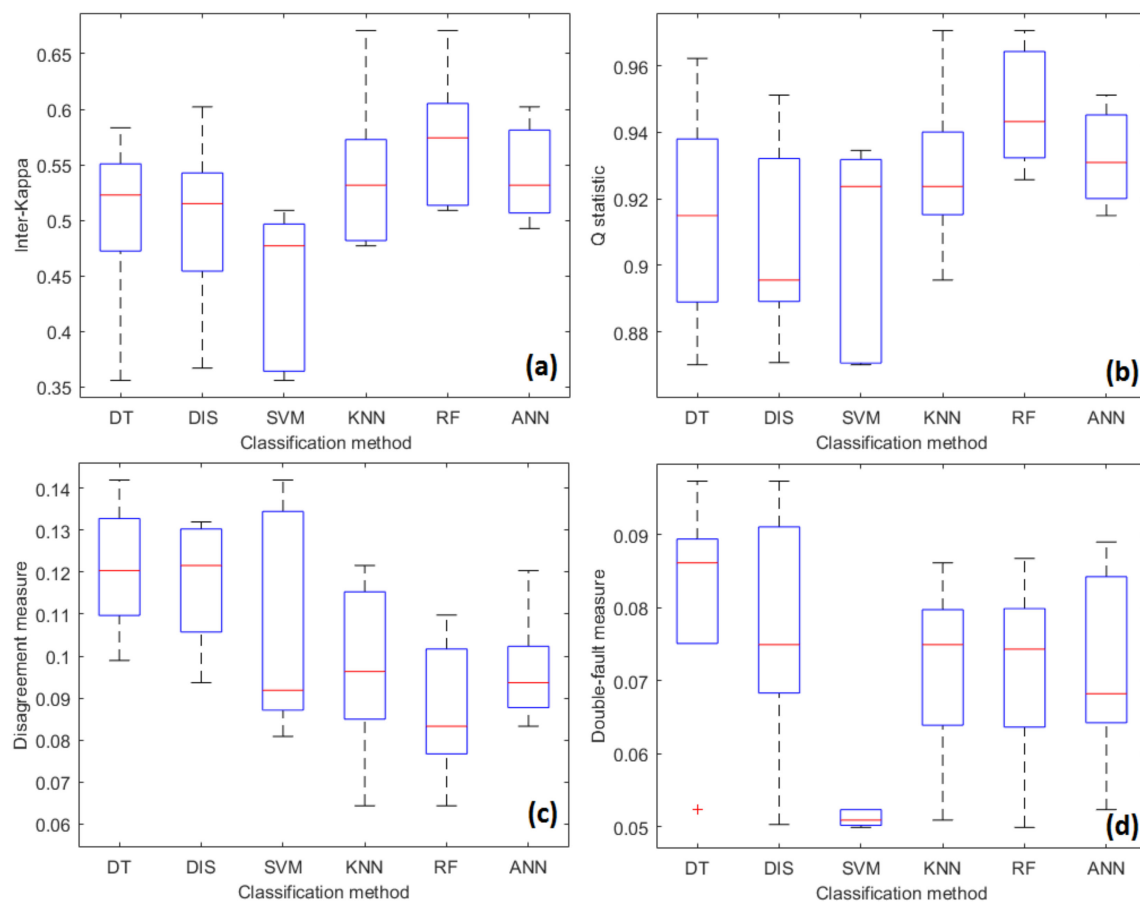 Inter-Kappa
0.65
0.6
0.55
0.5
0.45
0.4
0.35
DT DIS SVM KNN RF ANN
Classification method
(a)
Q statistic
0.96
0.94
0.92
0.9
0.88
DT DIS SVM KNN RF ANN
Classification method
(b)
Disagreement measure
0.14
0.13
0.12
0.11
0.1
0.09
0.08
0.07
0.06
DT DIS SVM KNN RF ANN
Classification method
(c)
Double-fault measure
0.09
0.08
0.07
0.06
0.05
DT DIS SVM KNN RF ANN
Classification method
(d)